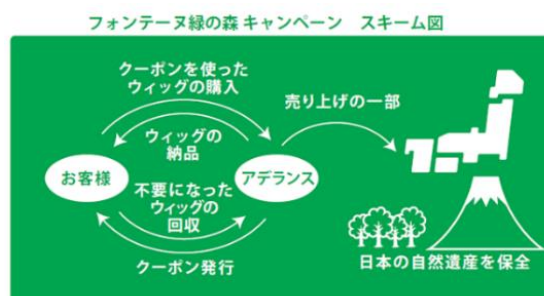 フォンテーヌ緑の森 キャンペーン　スキーム図
クーポンを使った
ウィッグの購入
売り上げの一部
ウィッグの
納品
お客様
アデランス
不要になった
ウィッグの
回収
クーポン発行
日本の自然遺産を保全